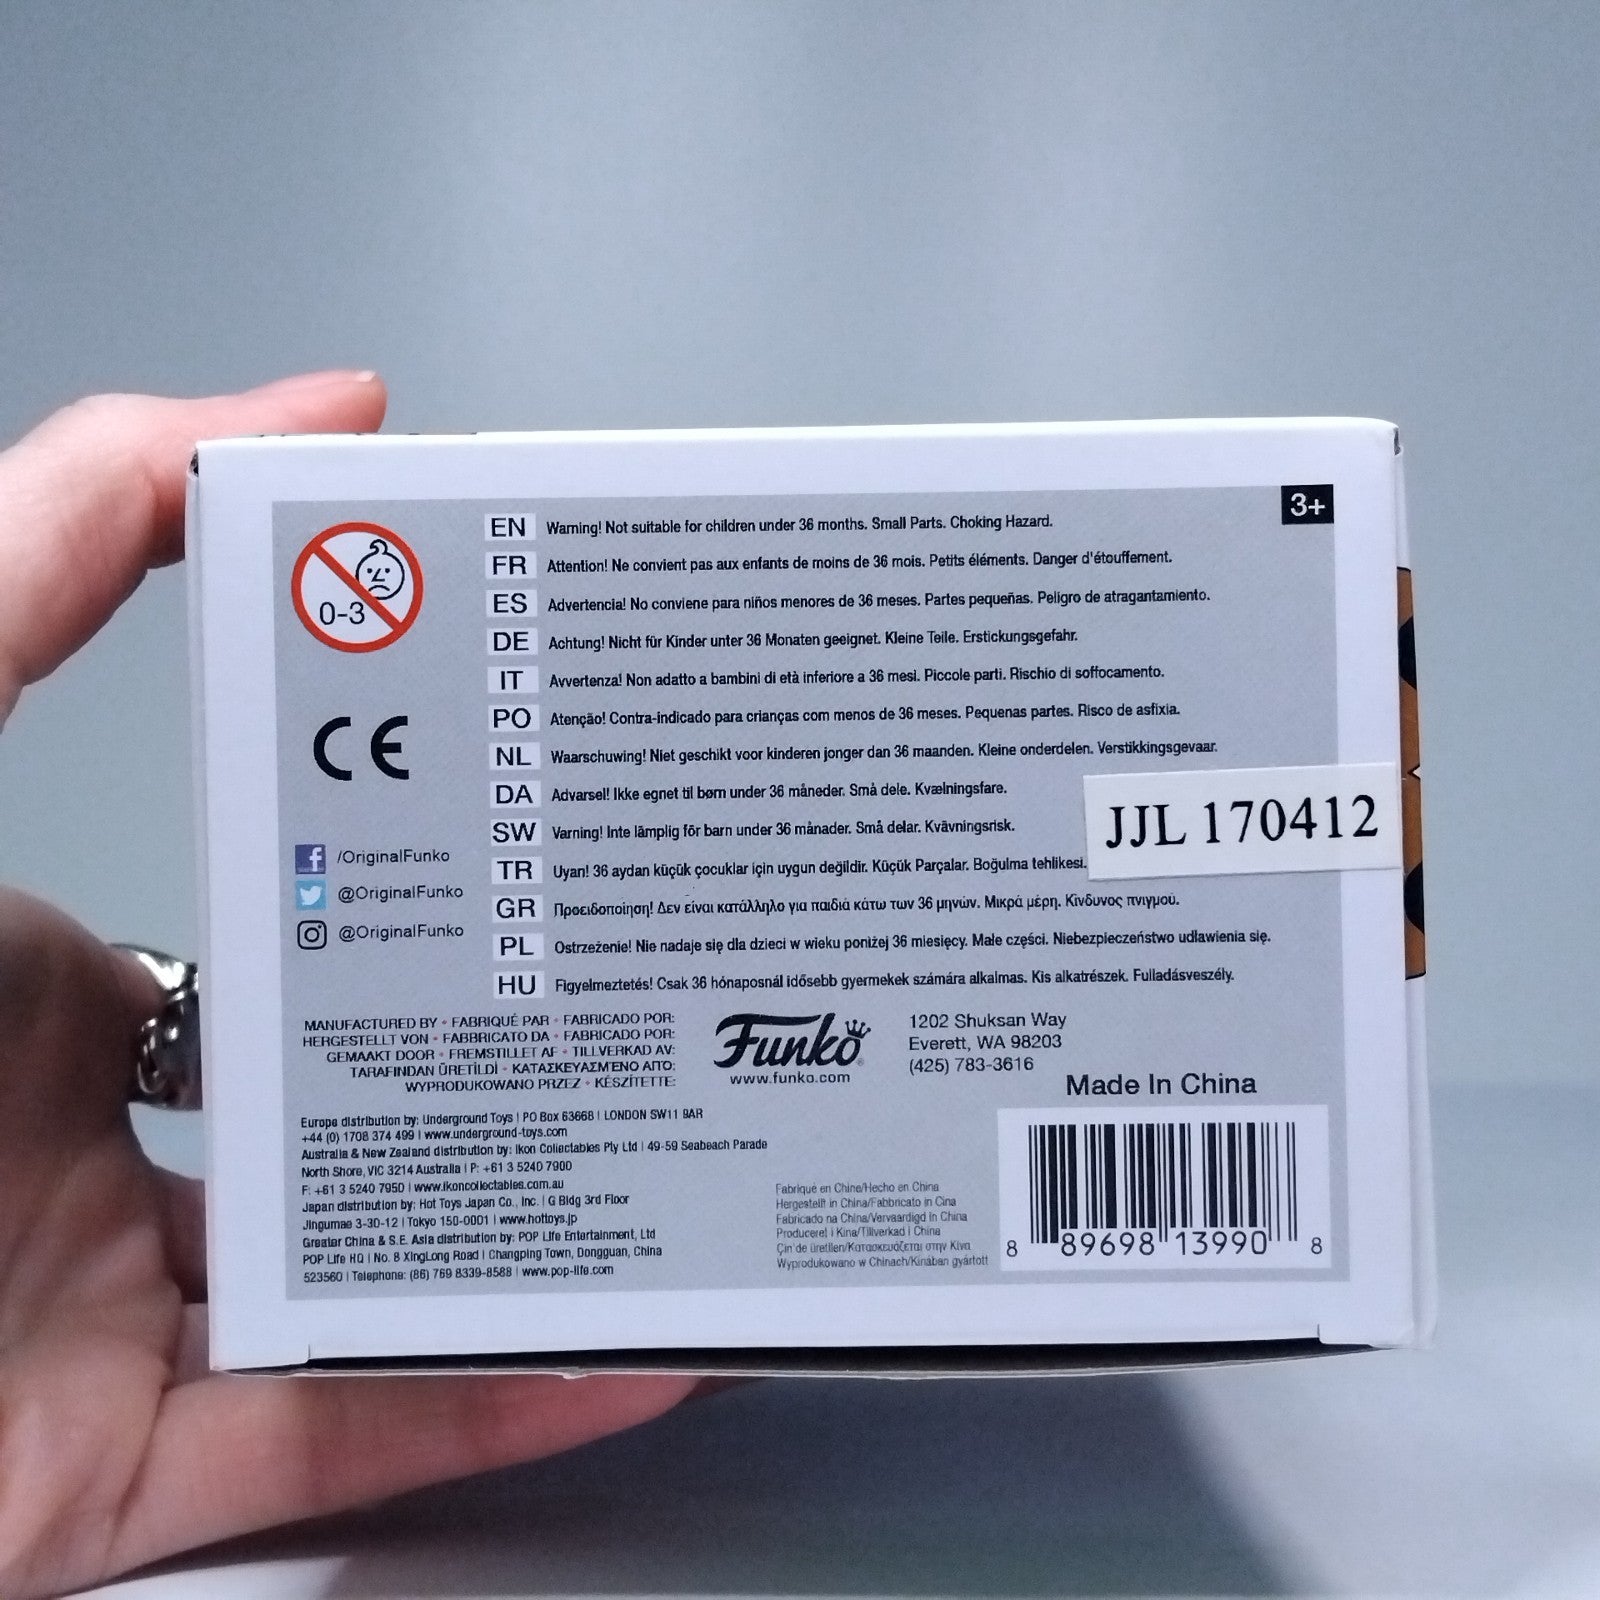 3+
0-3
EN Warning! Not suitable for children under 36 months. Small Parts. Choking Hazard.
FR Attention! Ne convient pas aux enfants de moins de 36 mois. Petits éléments. Danger d'étouffement.
ES Advertencia! No conviene para niños menores de 36 meses. Partes pequeñas. Peligro de atragantamiento.
DE Achtung! Nicht für Kinder unter 36 Monaten geeignet. Kleine Teile. Erstickungsgefahr.
IT Avvertenza! Non adatto a bambini di età inferiore a 36 mesi. Piccole parti. Rischio di soffocamento.
PO Atenção! Contra-indicado para crianças com menos de 36 meses. Pequenas partes. Risco de asfixia.
NL Waarschuwing! Niet geschikt voor kinderen jonger dan 36 maanden. Kleine onderdelen. Verstikkingsgevaar.
DA Advarsel! Ikke egnet til børn under 36 måneder. Små dele. Kvælningsfare.
SW Varning! Inte lämplig för barn under 36 månader. Små delar. Kvävningsrisk.
TR Uyan! 36 aydan küçük çocuklar için uygun değildir. Küçük Parçalar. Boğulma tehlikesi.
GR Προειδοποίηση! Δεν είναι κατάλληλο για παιδιά κάτω των 36 μηνών. Μικρά μέρη. Κίνδυνος πνιγμού.
PL Ostrzeżenie! Nie nadaje się dla dzieci w wieku poniżej 36 miesięcy. Małe części. Niebezpieczeństwo udławienia się.
HU Figyelmeztetés! Csak 36 hónaposnál idősebb gyermekek számára alkalmas. Kis alkatrészek. Fulladásveszély.
CE
JJL 170412
/OriginalFunko
@OriginalFunko
@OriginalFunko
MANUFACTURED BY • FABRIQUÉ PAR • FABRICADO POR:
HERGESTELLT VON • FABBRICATO DA • FABRICADO POR:
GEMAAKT DOOR • FREMSTILLET AF • TILLVERKAD AV:
TARAFINDAN ÜRETİLDİ • ΚΑΤΑΣΚΕΥΑΣΜΈΝΟ ΑΠΌ:
WYPRODUKOWANO PRZEZ • KÉSZÍTETTE:
Funko
www.funko.com
1202 Shuksan Way
Everett, WA 98203
(425) 783-3616
Made In China
Europe distribution by: Underground Toys | PO Box 63668 | LONDON SW11 9AR
+44 (0) 1708 374 499 | www.underground-toys.com
Australia & New Zealand distribution by: Ikon Collectables Pty Ltd | 49-59 Seabeach Parade
North Shore, VIC 3214 Australia | P: +61 3 5240 7900
F: +61 3 5240 7950 | www.ikoncollectables.com.au
Japan distribution by: Hot Toys Japan Co., Inc. | G Bldg 3rd Floor
Jingumae 3-30-12 | Tokyo 150-0001 | www.hottoys.jp
Greater China & S.E. Asia distribution by: POP Life Entertainment, Ltd
POP Life HQ | No. 8 XingLong Road | Changping Town, Dongguan, China
523560 | Telephone: (86) 769 8339-8588 | www.pop-life.com
Fabriqué en Chine/Hecho en China
Hergestellt in China/Fabbricato in Cina
Fabricado na China/Vervaardigd in China
Produceret i Kina/Tillverkad i China
Çin'de üretilen/Κατασκευάζεται στην Κίνα
Wyprodukowano w Chinach/Kínában gyártott
8 89698 13990 8